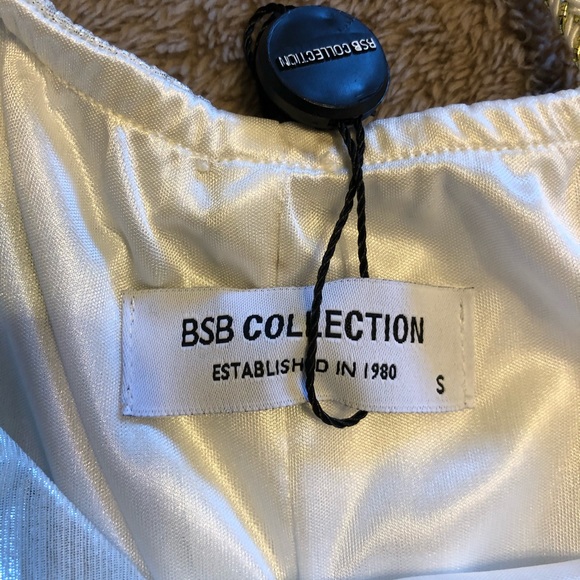 BSB COLLECTION
BSB COLLECTION
ESTABLISHED IN 1980
S